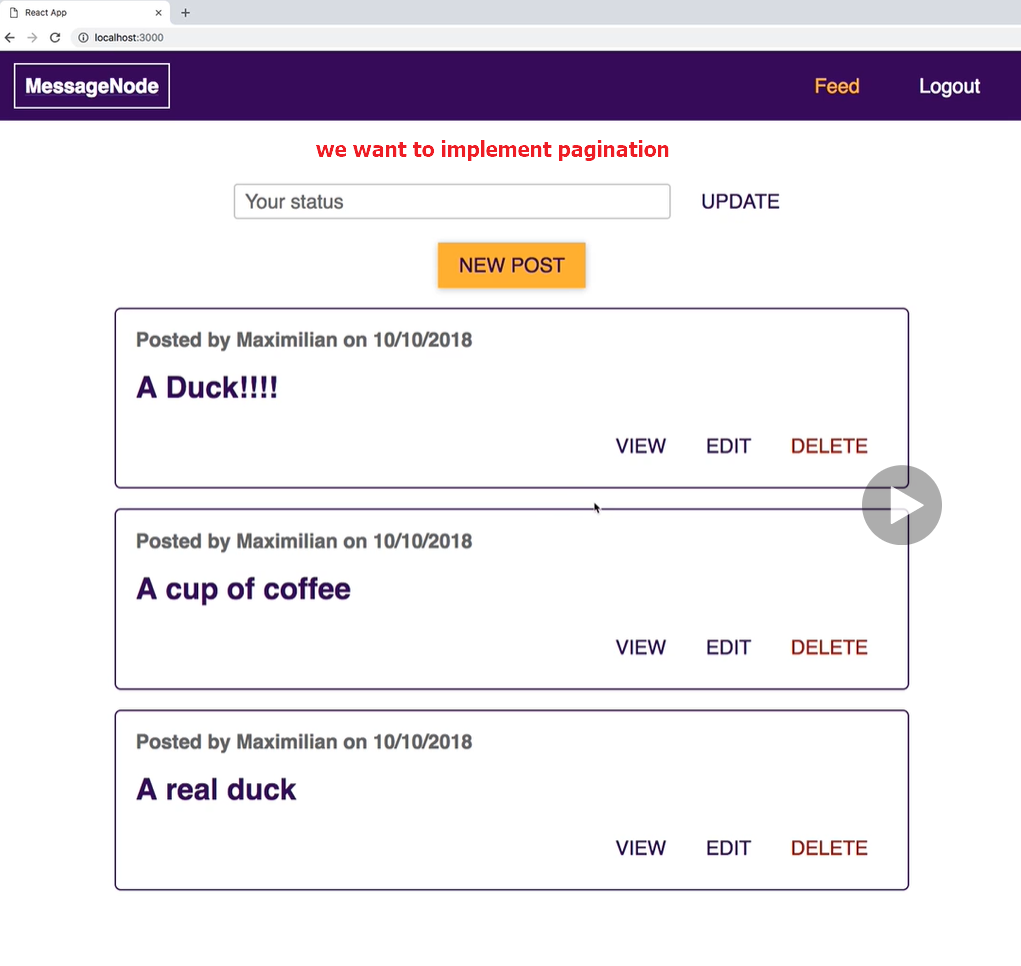 React App
localhost:3000
MessageNode
Feed
Logout
we want to implement pagination
Your status
UPDATE
NEW POST
Posted by Maximilian on 10/10/2018
A Duck!!!!
VIEW EDIT DELETE
Posted by Maximilian on 10/10/2018
A cup of coffee
VIEW EDIT DELETE
Posted by Maximilian on 10/10/2018
A real duck
VIEW EDIT DELETE